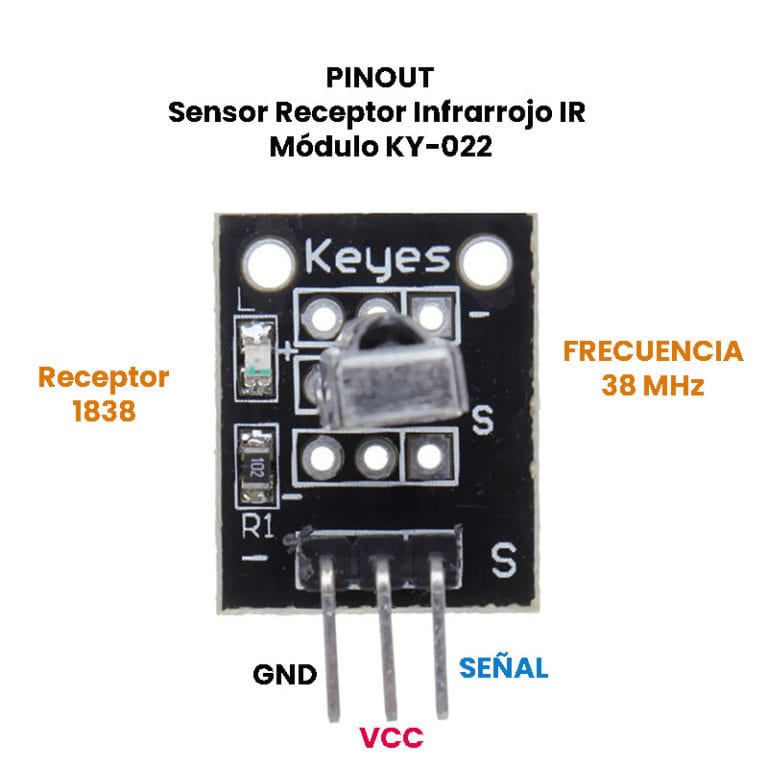 PINOUT
Sensor Receptor Infrarrojo IR
Módulo KY-022
Keyes
L
-
+
Receptor
1838
FRECUENCIA
38 MHz
S
102
-
R1
-
S
GND
SEÑAL
VCC